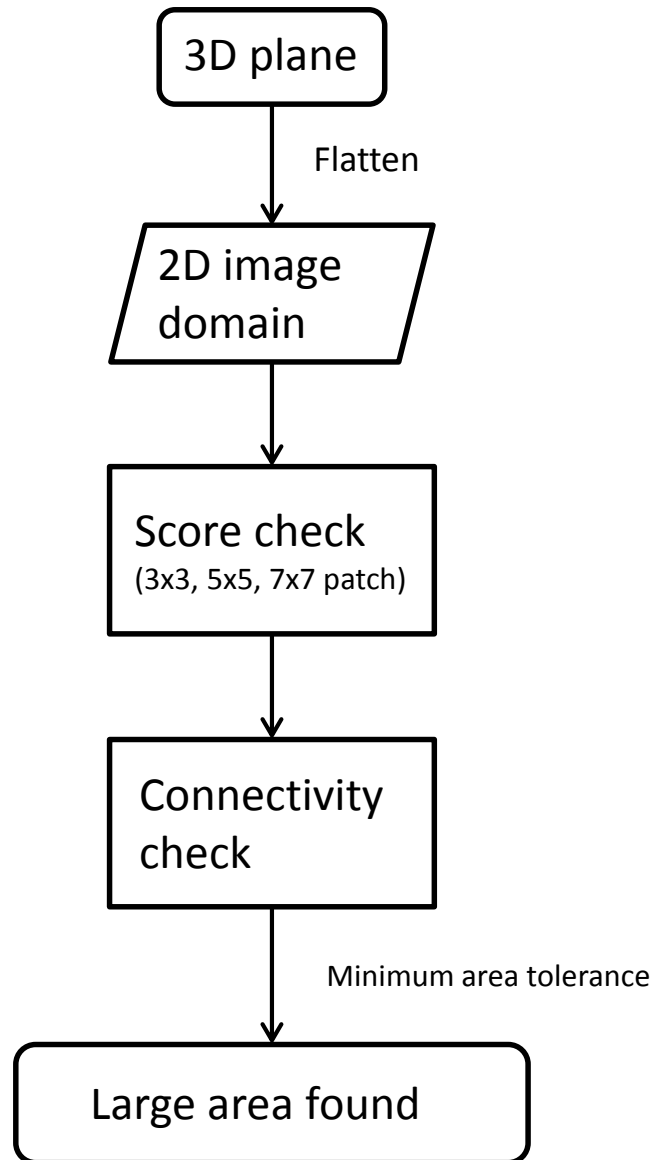 3D plane
Flatten
2D image
domain
Score check
(3x3, 5x5, 7x7 patch)
Connectivity
check
Minimum area tolerance
Large area found